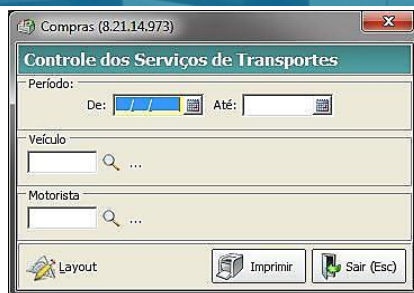 Compras (8.21.14.973)
Controle dos Serviços de Transportes
Período:
De: _/_/_ Até:
Veículo
...
Motorista
...
Layout Imprimir Sair (Esc)